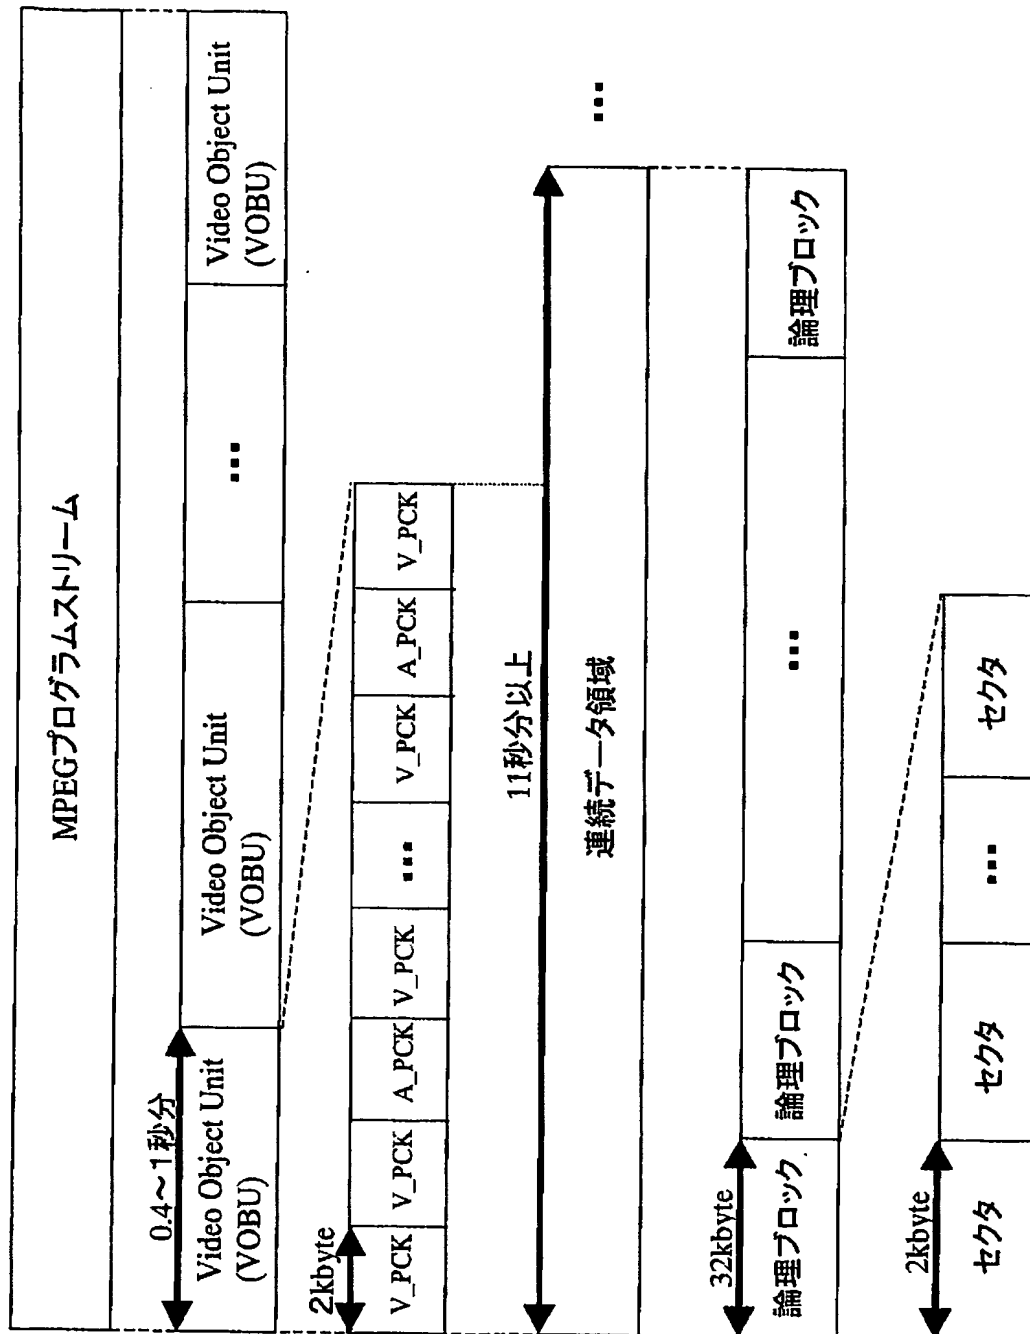 MPEGプログラムストリーム
0.4～1秒分
Video Object Unit
(VOBU)
Video Object Unit
(VOBU)
...
Video Object Unit
(VOBU)
2kbyte
V_PCK
V_PCK
A_PCK
V_PCK
...
V_PCK
A_PCK
V_PCK
11秒分以上
連続データ領域
...
32kbyte
論理ブロック
論理ブロック
...
論理ブロック
2kbyte
セクタ
セクタ
...
セクタ